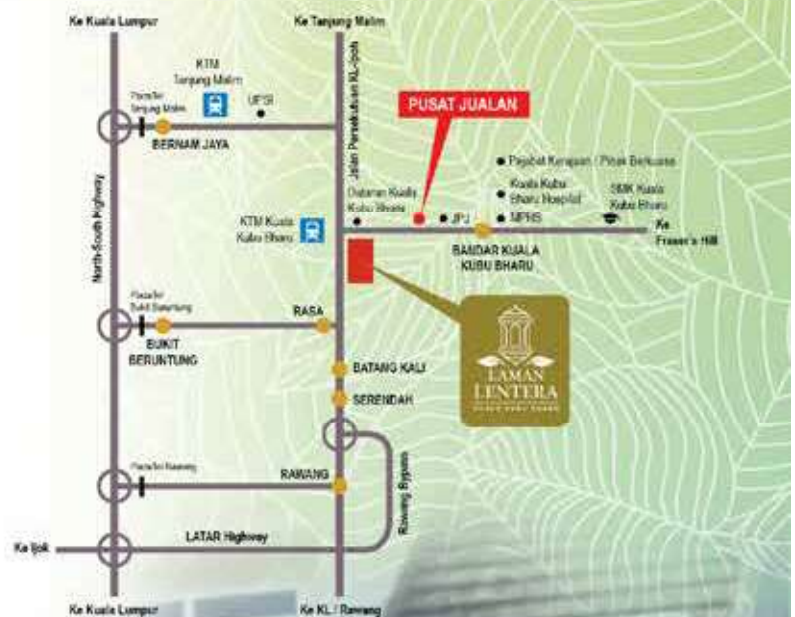 Ke Kuala Lumpur
Ke Tanjung Malim
KTM
Tanjung Malim
UPSI
Plaza Tol
Tanjung Malim
BERNAM JAYA
Jalan Persekutuan KL-Ipoh
PUSAT JUALAN
Pejabat Kerajaan / Pihak Berkuasa
Dataran Kuala
Kubu Bharu
JPJ
Kuala Kubu
Bharu Hospital
MPHS
SMK Kuala
Kubu Bharu
Ke
Fraser's Hill
KTM Kuala
Kubu Bharu
BANDAR KUALA
KUBU BHARU
North-South Highway
Plaza Tol
Bukit Beruntung
BUKIT
BERUNTUNG
RASA
LAMAN
LENTERA
KUALA KUBU BHARU
BATANG KALI
SERENDAH
Plaza Tol Rawang
RAWANG
Rawang Bypass
LATAR Highway
Ke Ijok
Ke Kuala Lumpur
Ke KL / Rawang